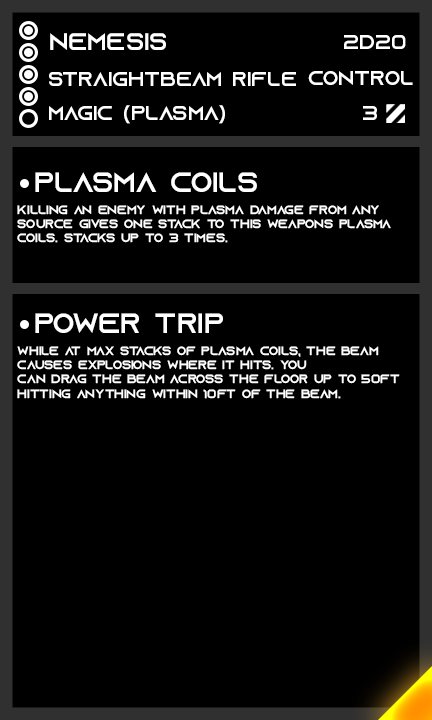 NEMESIS 2D20
STRAIGHTBEAM RIFLE CONTROL
MAGIC (PLASMA) 3
•PLASMA COILS
KILLING AN ENEMY WITH PLASMA DAMAGE FROM ANY
SOURCE GIVES ONE STACK TO THIS WEAPONS PLASMA
COILS. STACKS UP TO 3 TIMES.
•POWER TRIP
WHILE AT MAX STACKS OF PLASMA COILS, THE BEAM
CAUSES EXPLOSIONS WHERE IT HITS. YOU
CAN DRAG THE BEAM ACROSS THE FLOOR UP TO 50FT
HITTING ANYTHING WITHIN 10FT OF THE BEAM.